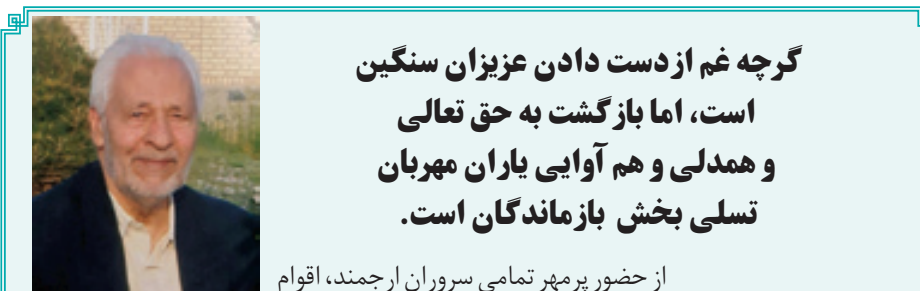 گرچه غم از دست دادن عزیزان سنگین
است، اما بازگشت به حق تعالی
و همدلی و هم آوایی یاران مهربان
تسلی بخش بازماندگان است.
از حضور پرمهر تمامی سروران ارجمند، اقوام